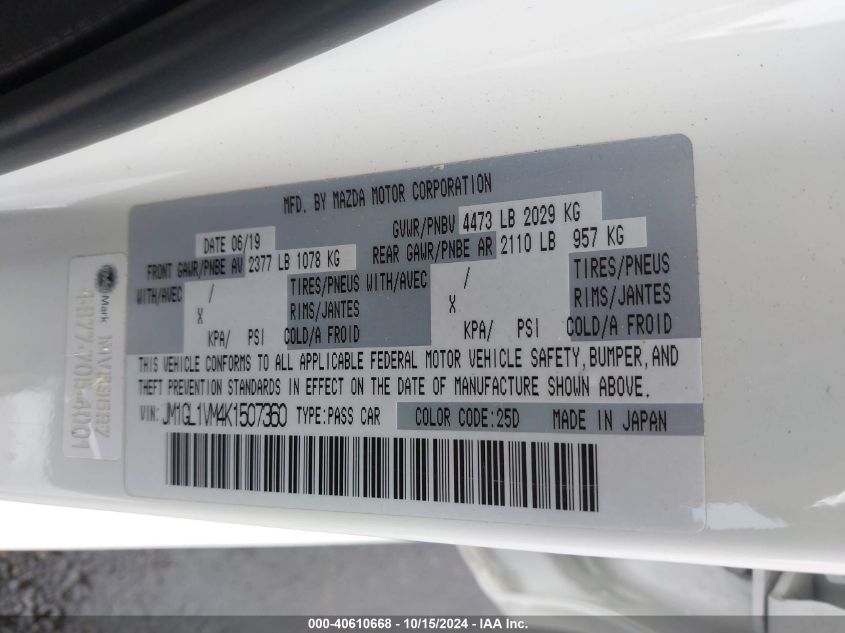 MFD. BY MAZDA MOTOR CORPORATION
DATE 06/19 GVWR/PNBV 4473 LB 2029 KG
FRONT GAWR/PNBE AV 2377 LB 1078 KG REAR GAWR/PNBE AR 2110 LB 957 KG
WITH/AVEC / TIRES/PNEUS WITH/AVEC / TIRES/PNEUS
X RIMS/JANTES X RIMS/JANTES
KPA/ PSI COLD/A FROID KPA/ PSI COLD/A FROID
THIS VEHICLE CONFORMS TO ALL APPLICABLE FEDERAL MOTOR VEHICLE SAFETY, BUMPER, AND
THEFT PREVENTION STANDARDS IN EFFECT ON THE DATE OF MANUFACTURE SHOWN ABOVE.
VIN: JM1GL1VM4K1507360 TYPE:PASS CAR COLOR CODE:25D MADE IN JAPAN
Mark
000-40610668 - 10/15/2024 - © IAA Inc.